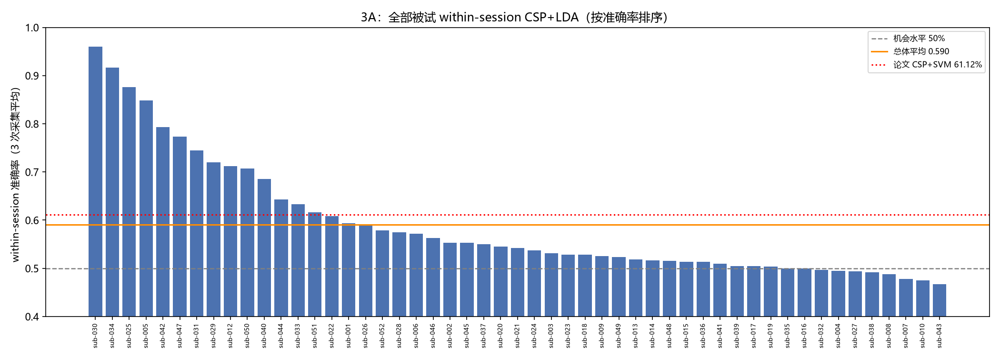 3A：全部被试 within-session CSP+LDA（按准确率排序）
机会水平 50%
总体平均 0.590
论文 CSP+SVM 61.12%
within-session 准确率（3 次采集平均）
1.0
0.9
0.8
0.7
0.6
0.5
0.4
sub-030
sub-034
sub-025
sub-005
sub-042
sub-047
sub-031
sub-029
sub-012
sub-050
sub-040
sub-044
sub-033
sub-051
sub-022
sub-001
sub-026
sub-052
sub-028
sub-006
sub-046
sub-002
sub-045
sub-037
sub-020
sub-021
sub-024
sub-003
sub-023
sub-018
sub-009
sub-049
sub-013
sub-014
sub-048
sub-015
sub-036
sub-041
sub-039
sub-017
sub-019
sub-035
sub-016
sub-032
sub-004
sub-027
sub-038
sub-008
sub-007
sub-010
sub-043